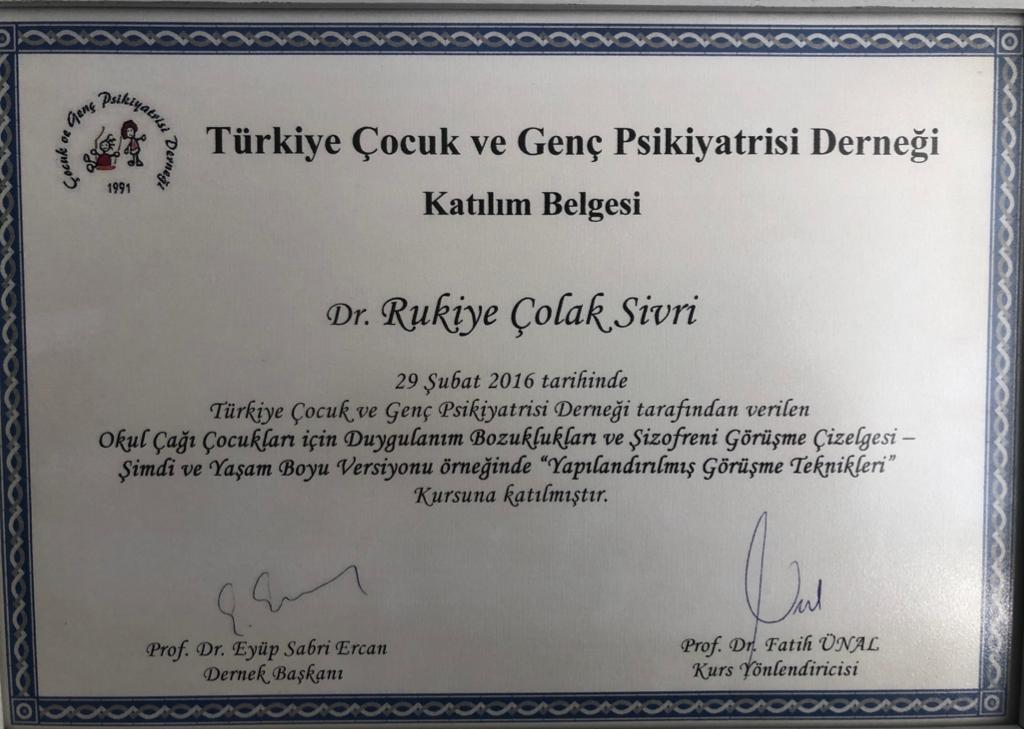 Çocuk ve Genç Psikiyatrisi Derneği
1991
Türkiye Çocuk ve Genç Psikiyatrisi Derneği
Katılım Belgesi
Dr. Rukiye Çolak Sivri
29 Şubat 2016 tarihinde
Türkiye Çocuk ve Genç Psikiyatrisi Derneği tarafından verilen
Okul Çağı Çocukları için Duygulanım Bozuklukları ve Şizofreni Görüşme Çizelgesi –
Şimdi ve Yaşam Boyu Versiyonu örneğinde “Yapılandırılmış Görüşme Teknikleri”
Kursuna katılmıştır.
Prof. Dr. Eyüp Sabri Ercan
Dernek Başkanı
Prof. Dr. Fatih ÜNAL
Kurs Yönlendiricisi